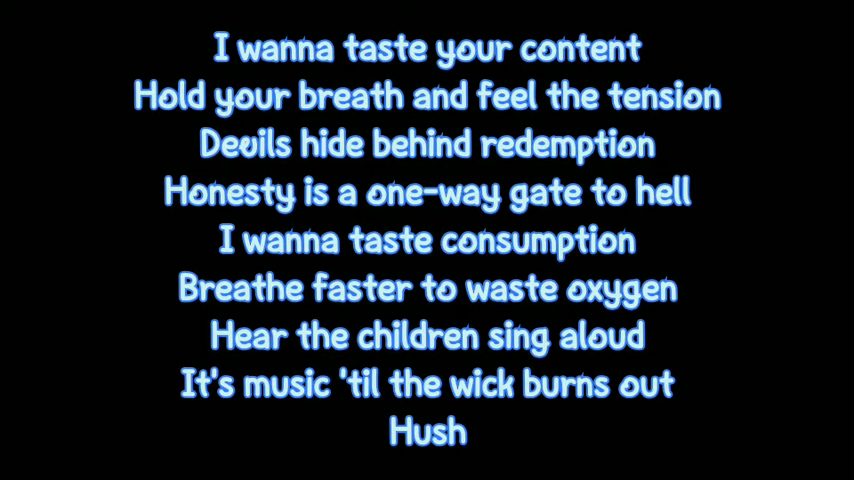 I wanna taste your content
Hold your breath and feel the tension
Devils hide behind redemption
Honesty is a one-way gate to hell
I wanna taste consumption
Breathe faster to waste oxygen
Hear the children sing aloud
It's music 'til the wick burns out
Hush